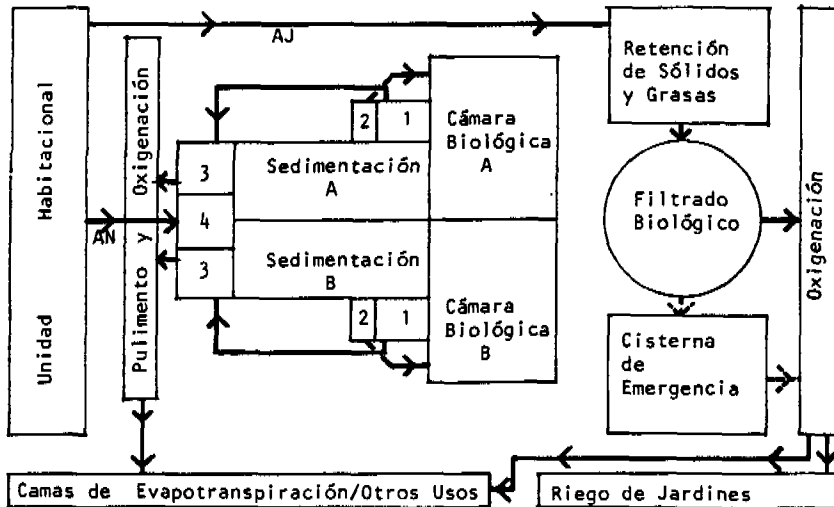 AJ
Retención
de Sólidos
y Grasas
Unidad Habitacional
Pulimento y Oxigenación
2
1
Cámara
Biológica
A
3
Sedimentación
A
4
AN
Filtrado
Biológico
Oxigenación
3
Sedimentación
B
2
1
Cámara
Biológica
B
Cisterna
de
Emergencia
Camas de Evapotranspiración/Otros Usos
Riego de Jardines